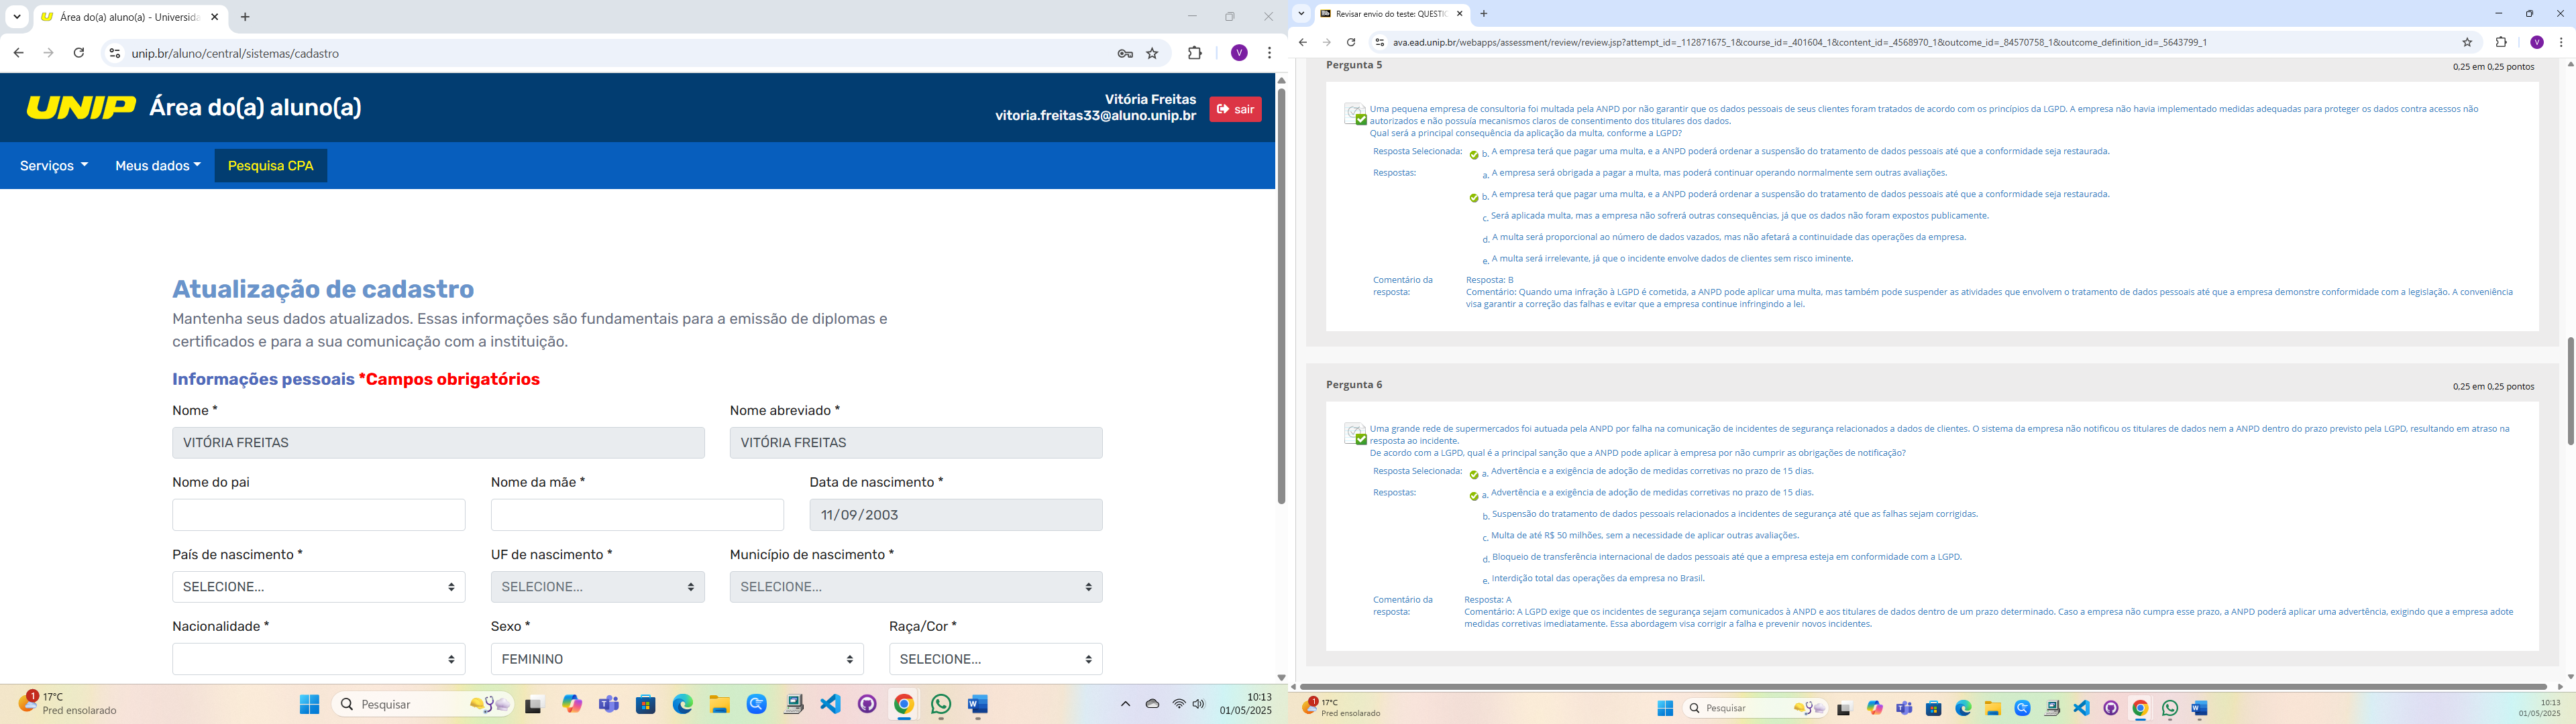 Área do(a) aluno(a) - Universida
unip.br/aluno/central/sistemas/cadastro
V
UNIP Área do(a) aluno(a)
Vitória Freitas
vitoria.freitas33@aluno.unip.br
sair
Serviços Meus dados Pesquisa CPA
Atualização de cadastro
Mantenha seus dados atualizados. Essas informações são fundamentais para a emissão de diplomas e
certificados e para a sua comunicação com a instituição.
Informações pessoais *Campos obrigatórios
Nome * Nome abreviado *
VITÓRIA FREITAS VITÓRIA FREITAS
Nome do pai Nome da mãe * Data de nascimento *
11/09/2003
País de nascimento * UF de nascimento * Município de nascimento *
SELECIONE... SELECIONE... SELECIONE...
Nacionalidade * Sexo * Raça/Cor *
FEMININO SELECIONE...
1
17°C
Pred ensolarado
Pesquisar
10:13
01/05/2025
Revisar envio do teste: QUESTIC
ava.ead.unip.br/webapps/assessment/review/review.jsp?attempt_id=_112871675_1&course_id=_401604_1&content_id=_4568970_1&outcome_id=_84570758_1&outcome_definition_id=_5643799_1
V
Pergunta 5
0,25 em 0,25 pontos
Uma pequena empresa de consultoria foi multada pela ANPD por não garantir que os dados pessoais de seus clientes foram tratados de acordo com os princípios da LGPD. A empresa não havia implementado medidas adequadas para proteger os dados contra acessos não
autorizados e não possuía mecanismos claros de consentimento dos titulares dos dados.
Qual será a principal consequência da aplicação da multa, conforme a LGPD?
Resposta Selecionada: b. A empresa terá que pagar uma multa, e a ANPD poderá ordenar a suspensão do tratamento de dados pessoais até que a conformidade seja restaurada.
Respostas: a. A empresa será obrigada a pagar a multa, mas poderá continuar operando normalmente sem outras avaliações.
b. A empresa terá que pagar uma multa, e a ANPD poderá ordenar a suspensão do tratamento de dados pessoais até que a conformidade seja restaurada.
c. Será aplicada multa, mas a empresa não sofrerá outras consequências, já que os dados não foram expostos publicamente.
d. A multa será proporcional ao número de dados vazados, mas não afetará a continuidade das operações da empresa.
e. A multa será irrelevante, já que o incidente envolve dados de clientes sem risco iminente.
Comentário da resposta: Resposta: B
Comentário: Quando uma infração à LGPD é cometida, a ANPD pode aplicar uma multa, mas também pode suspender as atividades que envolvem o tratamento de dados pessoais até que a empresa demonstre conformidade com a legislação. A conveniência
visa garantir a correção das falhas e evitar que a empresa continue infringindo a lei.
Pergunta 6
0,25 em 0,25 pontos
Uma grande rede de supermercados foi autuada pela ANPD por falha na comunicação de incidentes de segurança relacionados a dados de clientes. O sistema da empresa não notificou os titulares de dados nem a ANPD dentro do prazo previsto pela LGPD, resultando em atraso na
resposta ao incidente.
De acordo com a LGPD, qual é a principal sanção que a ANPD pode aplicar à empresa por não cumprir as obrigações de notificação?
Resposta Selecionada: a. Advertência e a exigência de adoção de medidas corretivas no prazo de 15 dias.
Respostas: a. Advertência e a exigência de adoção de medidas corretivas no prazo de 15 dias.
b. Suspensão do tratamento de dados pessoais relacionados a incidentes de segurança até que as falhas sejam corrigidas.
c. Multa de até R$ 50 milhões, sem a necessidade de aplicar outras avaliações.
d. Bloqueio de transferência internacional de dados pessoais até que a empresa esteja em conformidade com a LGPD.
e. Interdição total das operações da empresa no Brasil.
Comentário da resposta: Resposta: A
Comentário: A LGPD exige que os incidentes de segurança sejam comunicados à ANPD e aos titulares de dados dentro de um prazo determinado. Caso a empresa não cumpra esse prazo, a ANPD poderá aplicar uma advertência, exigindo que a empresa adote
medidas corretivas imediatamente. Essa abordagem visa corrigir a falha e prevenir novos incidentes.
1
17°C
Pred ensolarado
Pesquisar
10:13
01/05/2025